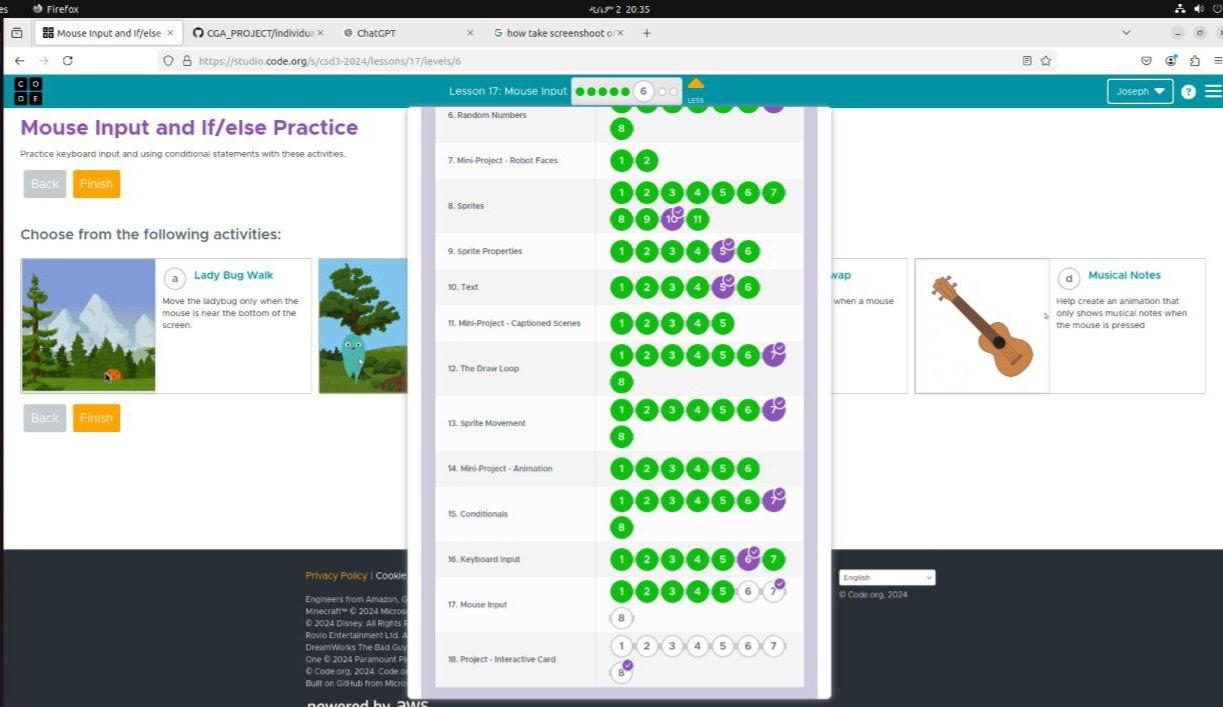 es Firefox
Mouse Input and If/else
CGA_PROJECT/individua
ChatGPT
how take screenshoot o
https://studio.code.org/s/csd3-2024/lessons/17/levels/6
C O
D E
Lesson 17: Mouse Input
6
LESS
Joseph
?
Mouse Input and If/else Practice
Practice keyboard input and using conditional statements with these activities.
Back Finish
Choose from the following activities:
a Lady Bug Walk
Move the ladybug only when the
mouse is near the bottom of the
screen.
wap
when a mouse
d Musical Notes
Help create an animation that
only shows musical notes when
the mouse is pressed
Back Finish
6. Random Numbers
8
7. Mini-Project - Robot Faces
1 2
8. Sprites
1 2 3 4 5 6 7
8 9 10 11
9. Sprite Properties
1 2 3 4 5 6
10. Text
1 2 3 4 5 6
11. Mini-Project - Captioned Scenes
1 2 3 4 5
12. The Draw Loop
1 2 3 4 5 6 7
8
13. Sprite Movement
1 2 3 4 5 6 7
8
14. Mini-Project - Animation
1 2 3 4 5 6
15. Conditionals
1 2 3 4 5 6 7
8
16. Keyboard Input
1 2 3 4 5 6 7
17. Mouse Input
1 2 3 4 5 6 7
8
18. Project - Interactive Card
1 2 3 4 5 6 7
8
Privacy Policy | Cookie
Engineers from Amazon, G
Minecraft™ © 2024 Micros
© 2024 Disney. All Rights R
Rovio Entertainment Ltd. A
DreamWorks The Bad Guy
One © 2024 Paramount Pi
© Code.org, 2024. Code.o
Built on GitHub from Micro
powered by aws
English
© Code.org, 2024